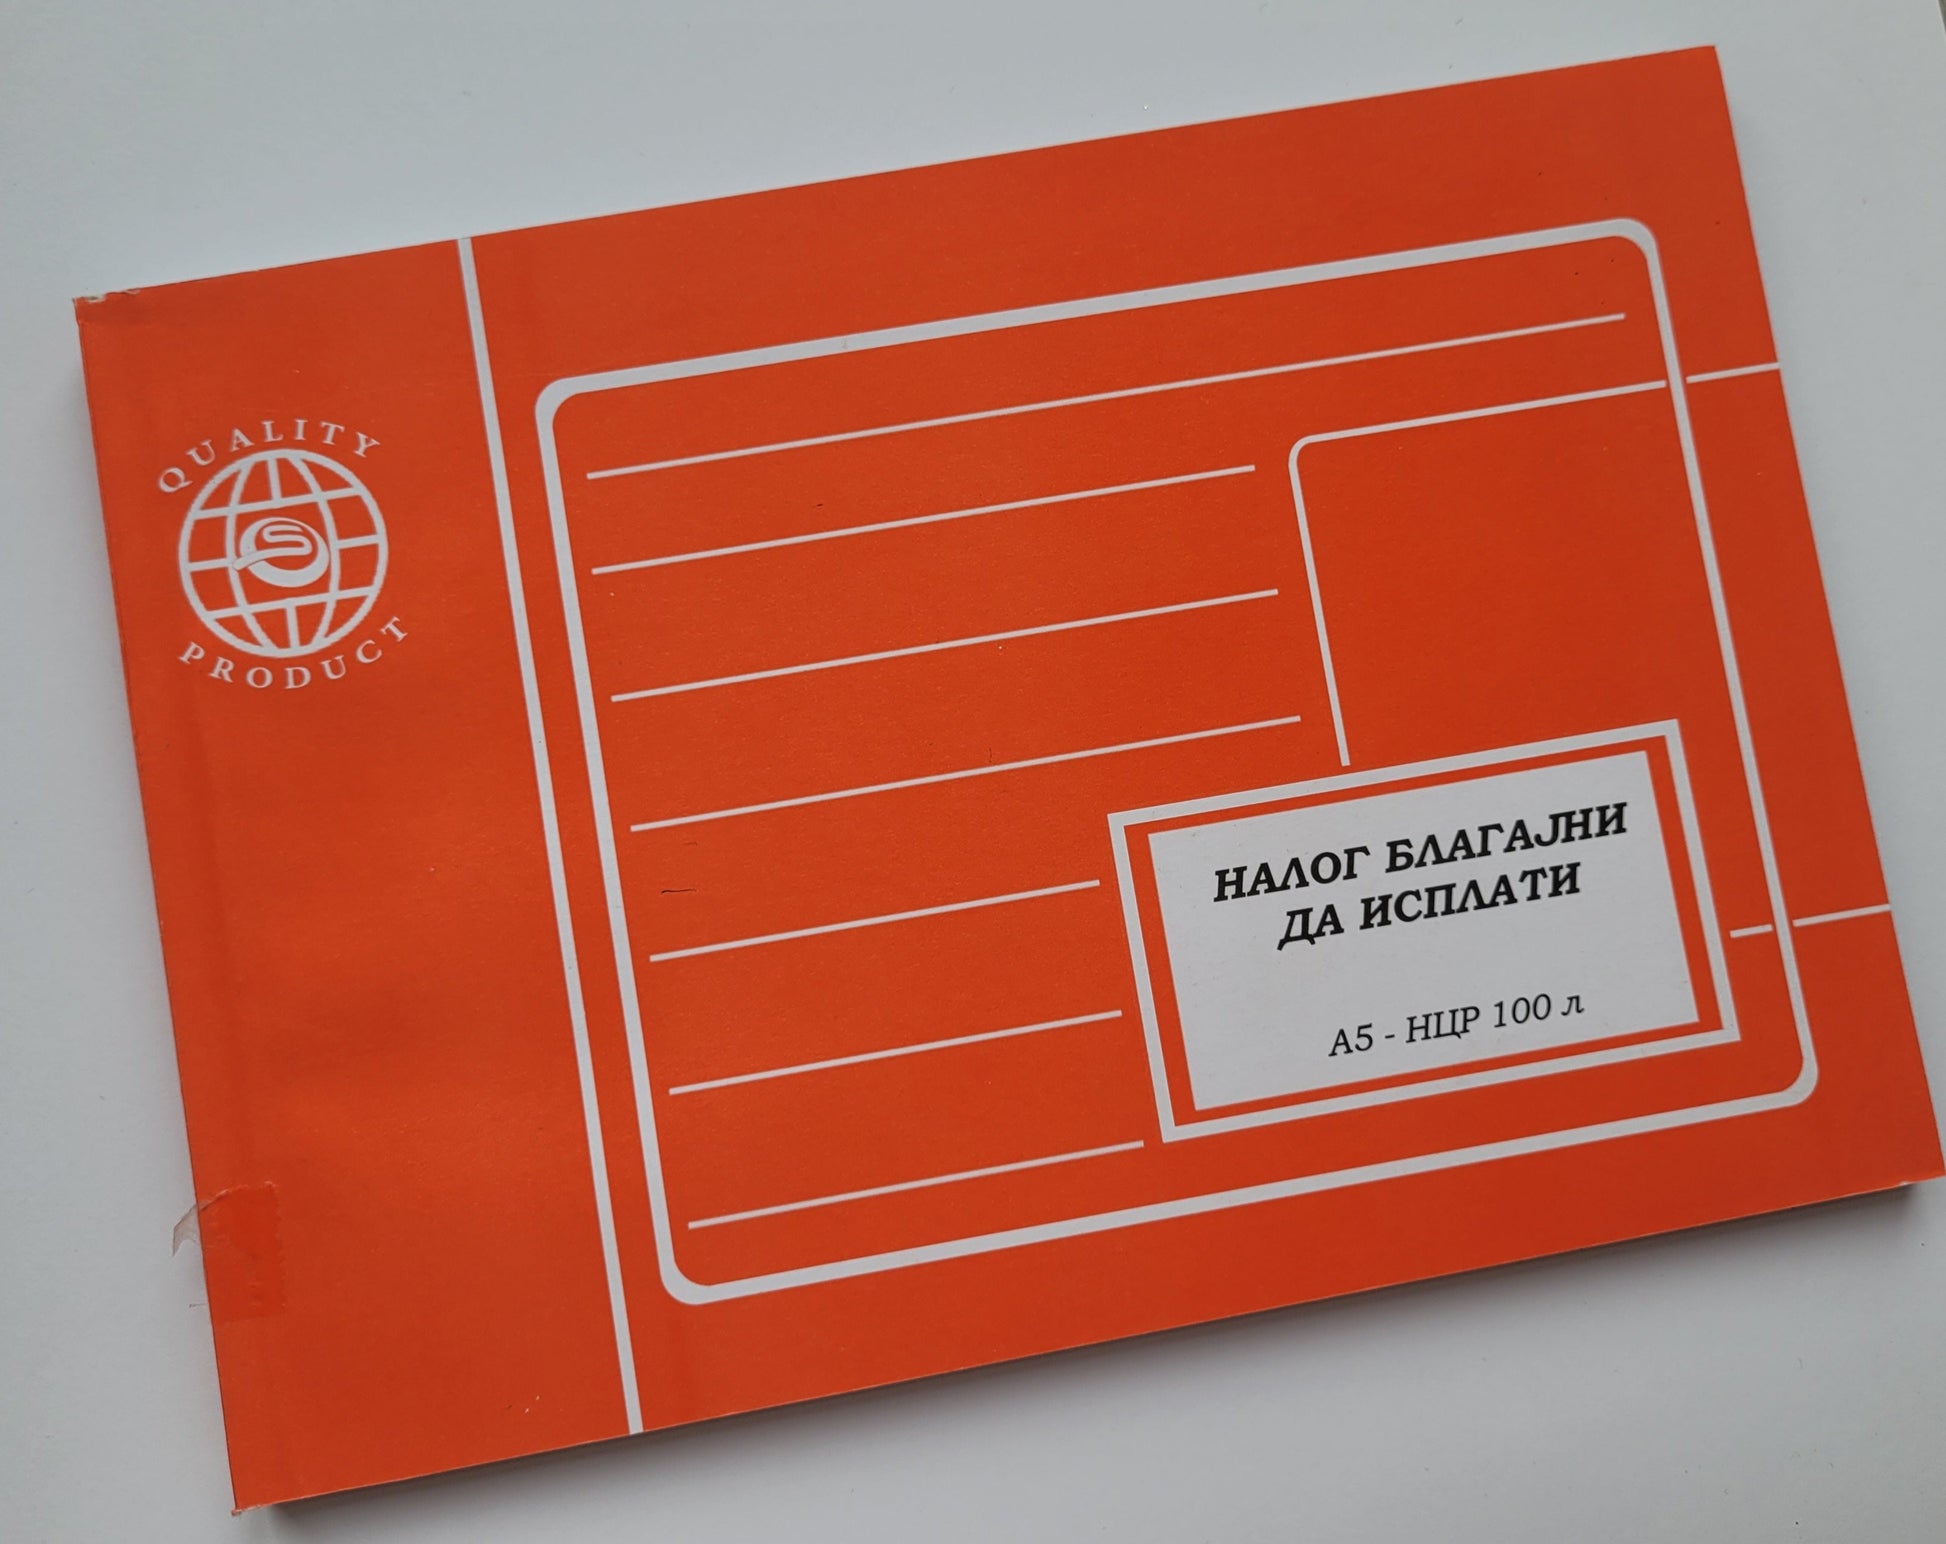 QUALITY
PRODUCT
НАЛОГ БЛАГАЈНИ
ДА ИСПЛАТИ
А5 - НЦР 100 л